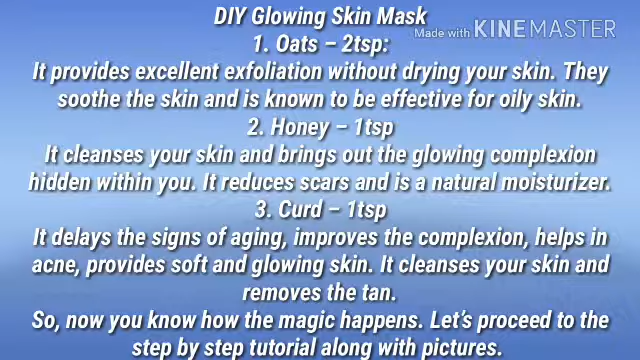 DIY Glowing Skin Mask
Made with KINEMASTER
1. Oats – 2tsp:
It provides excellent exfoliation without drying your skin. They
soothe the skin and is known to be effective for oily skin.
2. Honey – 1tsp
It cleanses your skin and brings out the glowing complexion
hidden within you. It reduces scars and is a natural moisturizer.
3. Curd – 1tsp
It delays the signs of aging, improves the complexion, helps in
acne, provides soft and glowing skin. It cleanses your skin and
removes the tan.
So, now you know how the magic happens. Let’s proceed to the
step by step tutorial along with pictures.